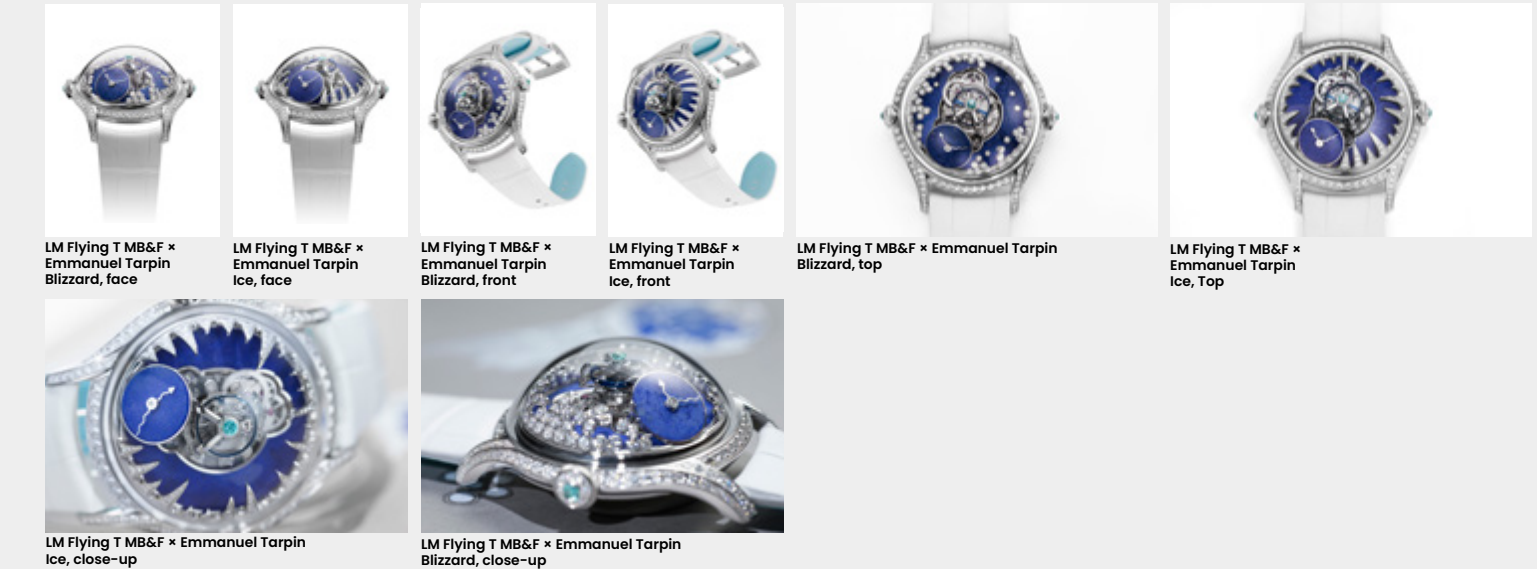 LM Flying T MB&F ×
Emmanuel Tarpin
Blizzard, face
LM Flying T MB&F ×
Emmanuel Tarpin
Ice, face
LM Flying T MB&F ×
Emmanuel Tarpin
Blizzard, front
LM Flying T MB&F ×
Emmanuel Tarpin
Ice, front
LM Flying T MB&F × Emmanuel Tarpin
Blizzard, top
LM Flying T MB&F ×
Emmanuel Tarpin
Ice, Top
LM Flying T MB&F × Emmanuel Tarpin
Ice, close-up
LM Flying T MB&F × Emmanuel Tarpin
Blizzard, close-up